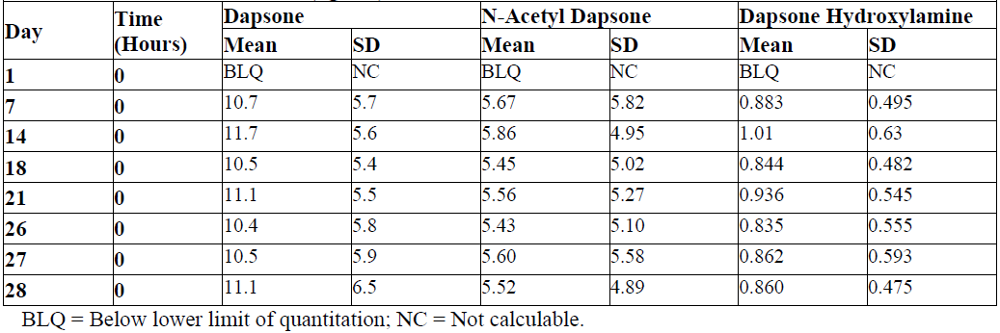 Day Time (Hours) Dapsone N-Acetyl Dapsone Dapsone Hydroxylamine
Mean SD Mean SD Mean SD
1 0 BLQ NC BLQ NC BLQ NC
7 0 10.7 5.7 5.67 5.82 0.883 0.495
14 0 11.7 5.6 5.86 4.95 1.01 0.63
18 0 10.5 5.4 5.45 5.02 0.844 0.482
21 0 11.1 5.5 5.56 5.27 0.936 0.545
26 0 10.4 5.8 5.43 5.10 0.835 0.555
27 0 10.5 5.9 5.60 5.58 0.862 0.593
28 0 11.1 6.5 5.52 4.89 0.860 0.475
BLQ = Below lower limit of quantitation; NC = Not calculable.